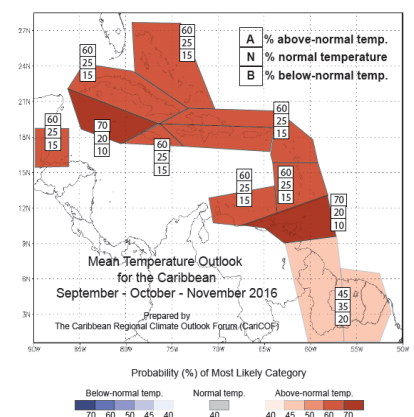 27N
24N
21N
18N
15N
12N
9N
6N
3N
60
25
15
60
25
15
A % above-normal temp.
N % normal temperature
B % below-normal temp.
60
25
15
70
20
10
60
25
15
60
25
15
60
25
15
60
25
15
70
20
10
45
35
20
Mean Temperature Outlook
for the Caribbean
September - October - November 2016
Prepared by
The Caribbean Regional Climate Outlook Forum (CariCOF)
90W 85W 80W 75W 70W 65W 60W 55W 50W
Probability (%) of Most Likely Category
Below-normal temp. Normal temp. Above-normal temp.
70 60 50 45 40 40 40 45 50 60 70